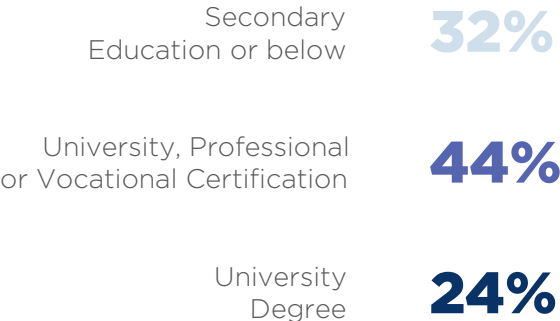 Secondary
Education or below
32%
University, Professional
or Vocational Certification
44%
University
Degree
24%